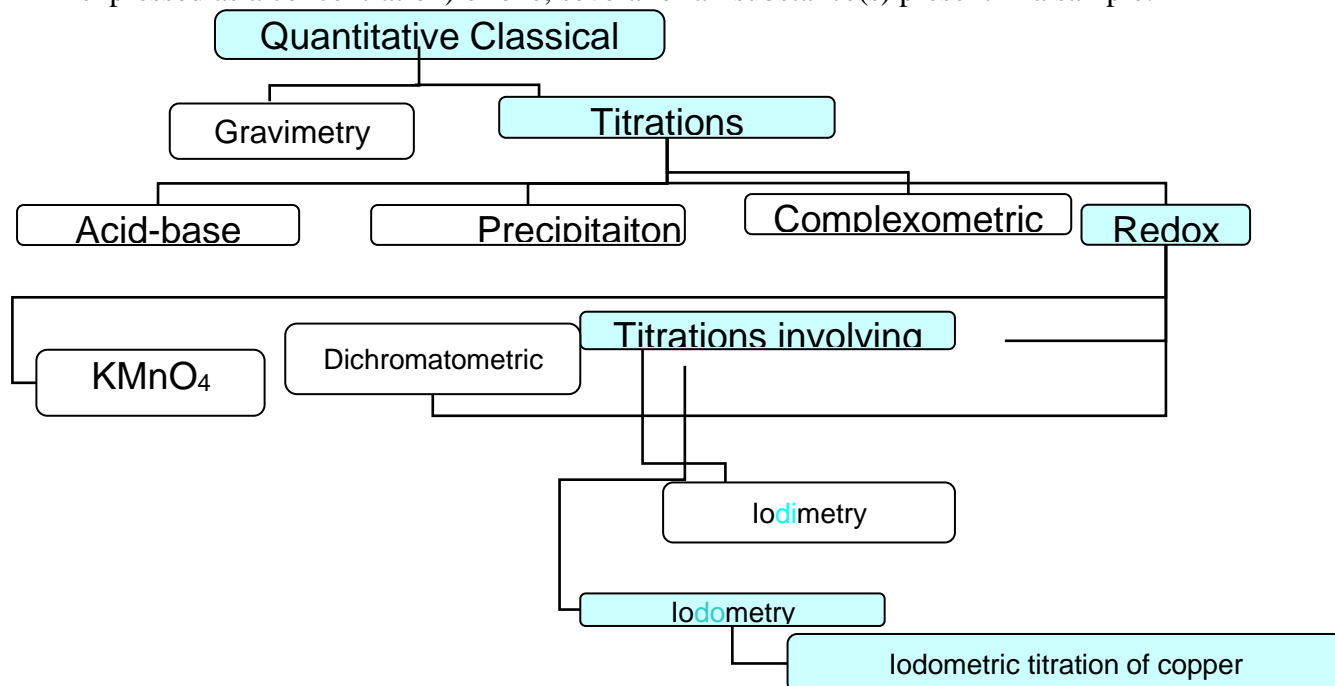 Quantitative Classical
Gravimetry
Titrations
Acid-base
Precipitaiton
Complexometric
Redox
KMnO4
Dichromatometric
Titrations involving
Iodimetry
Iodometry
Iodometric titration of copper